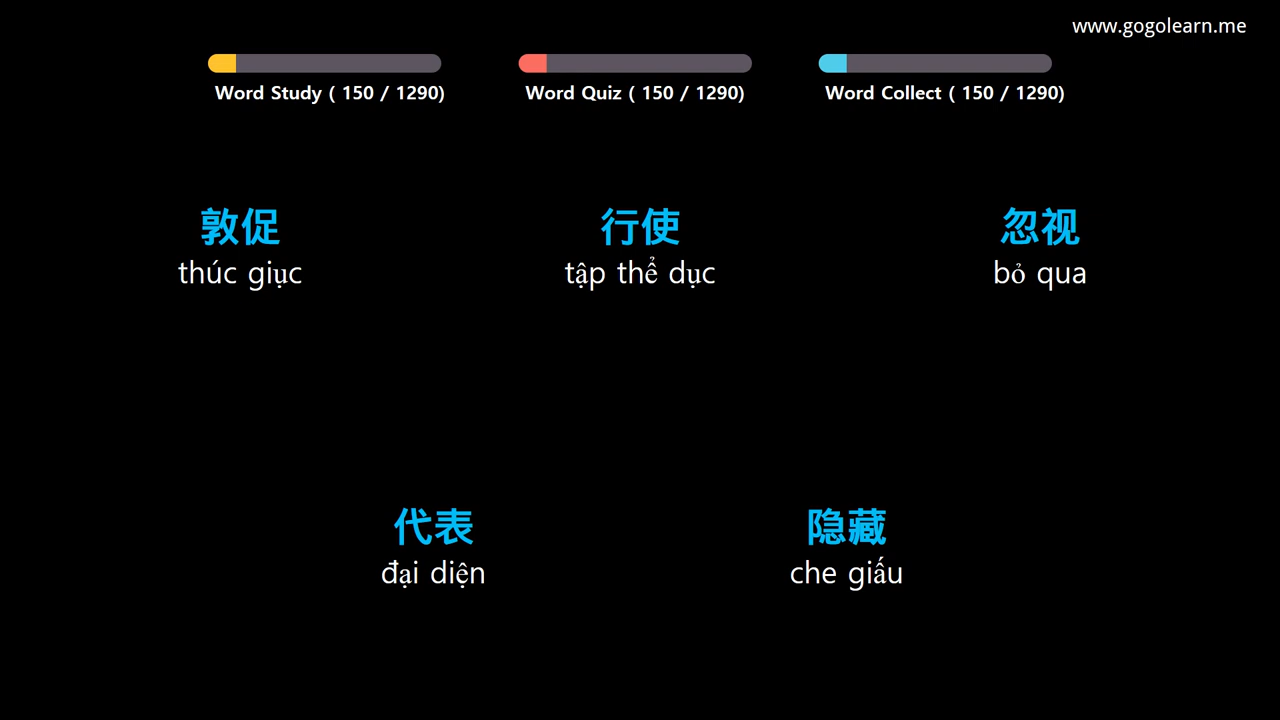 www.gogolearn.me
Word Study ( 150 / 1290)
Word Quiz ( 150 / 1290)
Word Collect ( 150 / 1290)
敦促
thúc giục
行使
tập thể dục
忽视
bỏ qua
代表
đại diện
隐藏
che giấu